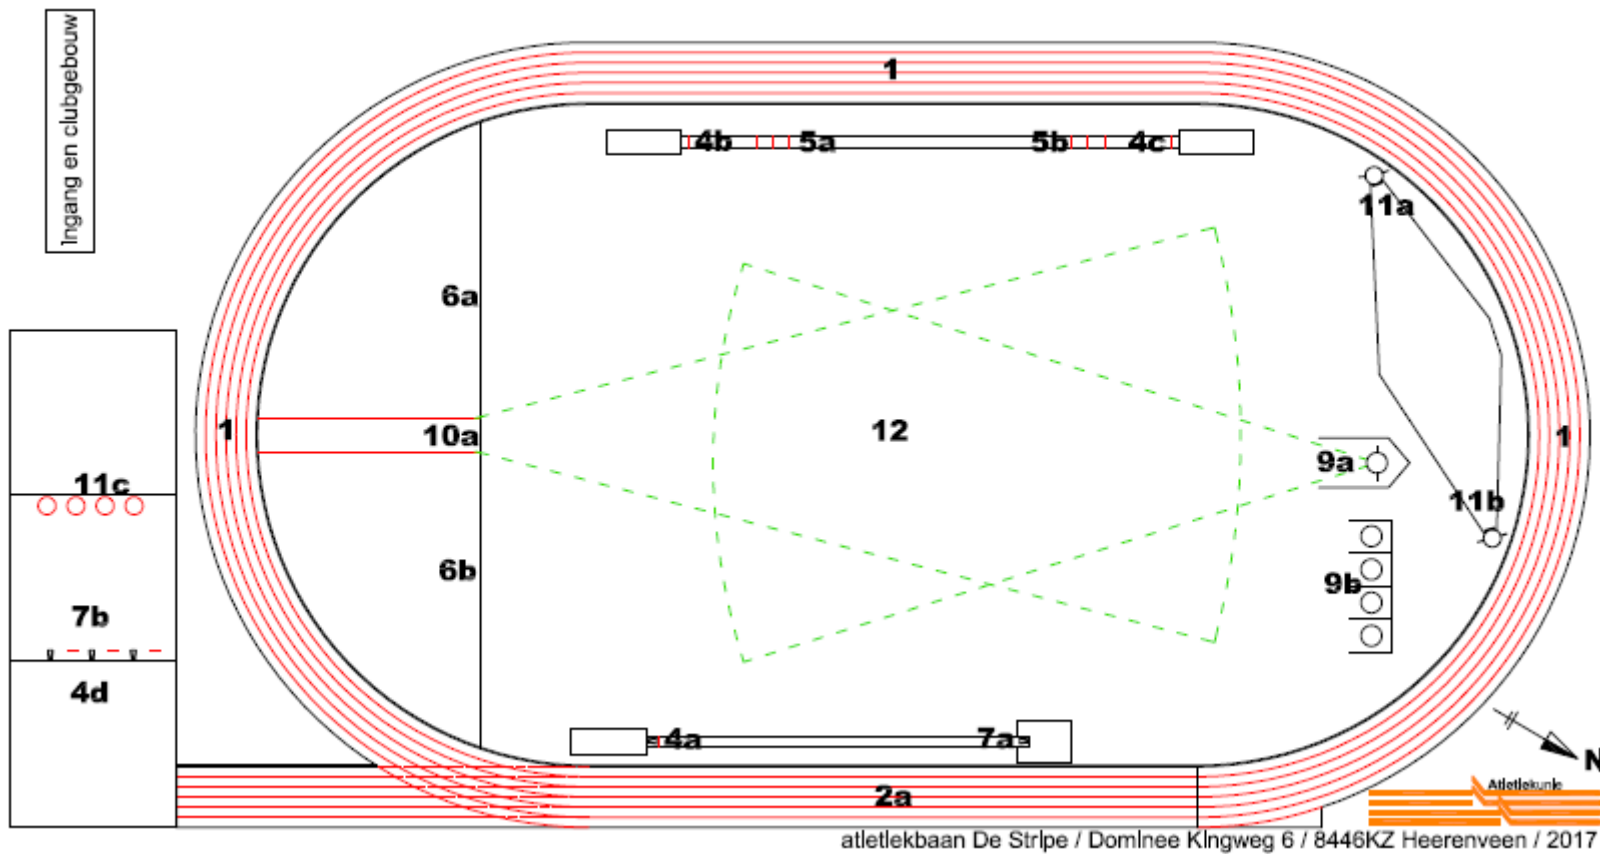 Ingang en clubgebouw
1
4b 5a 5b 4c
11a
6a
1 10a 12 9a 1
11c
11b
6b 9b
7b
4d
4a 7a
N
2a
Atletiekunie
atletiekbaan De Stripe / Dominee Kingweg 6 / 8446KZ Heerenveen / 2017